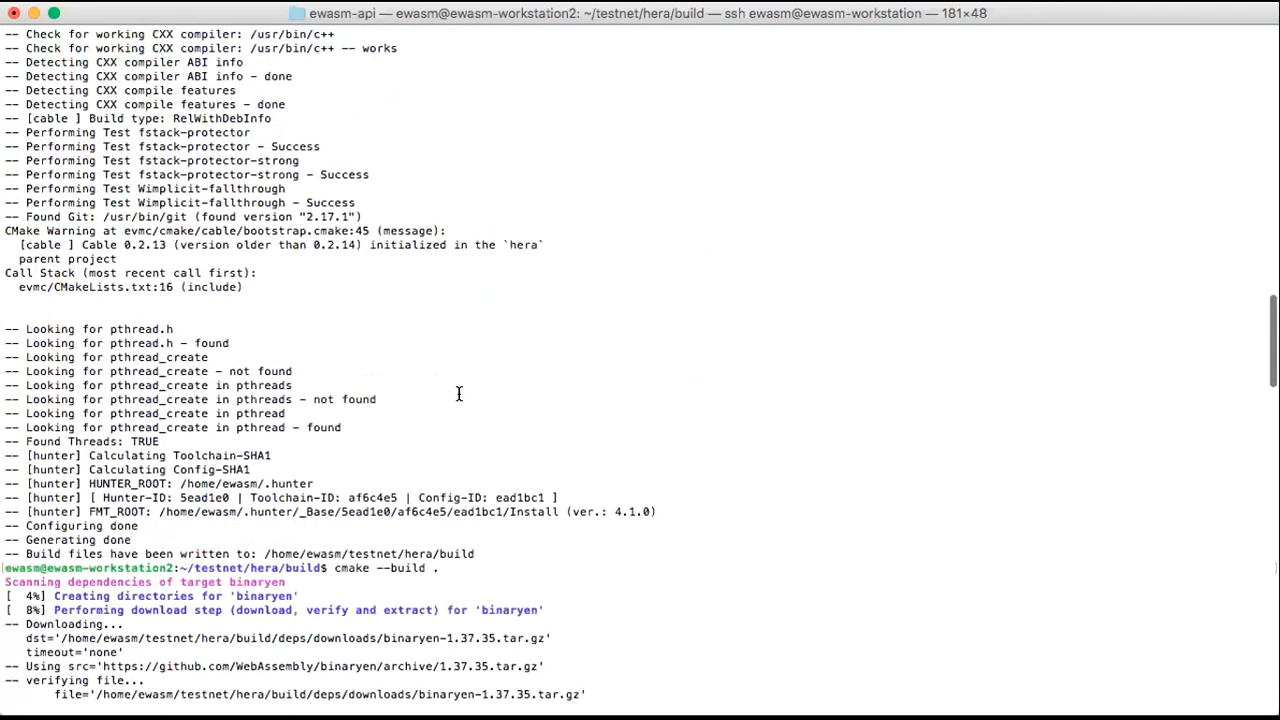 ewasm-api — ewasm@ewasm-workstation2: ~/testnet/hera/build — ssh ewasm@ewasm-workstation — 181×48
-- Check for working CXX compiler: /usr/bin/c++
-- Check for working CXX compiler: /usr/bin/c++ -- works
-- Detecting CXX compiler ABI info
-- Detecting CXX compiler ABI info - done
-- Detecting CXX compile features
-- Detecting CXX compile features - done
-- [cable ] Build type: RelWithDebInfo
-- Performing Test fstack-protector
-- Performing Test fstack-protector - Success
-- Performing Test fstack-protector-strong
-- Performing Test fstack-protector-strong - Success
-- Performing Test Wimplicit-fallthrough
-- Performing Test Wimplicit-fallthrough - Success
-- Found Git: /usr/bin/git (found version "2.17.1")
CMake Warning at evmc/cmake/cable/bootstrap.cmake:45 (message):
  [cable ] Cable 0.2.13 (version older than 0.2.14) initialized in the `hera`
  parent project
Call Stack (most recent call first):
  evmc/CMakeLists.txt:16 (include)
-- Looking for pthread.h
-- Looking for pthread.h - found
-- Looking for pthread_create
-- Looking for pthread_create - not found
-- Looking for pthread_create in pthreads
-- Looking for pthread_create in pthreads - not found
-- Looking for pthread_create in pthread
-- Looking for pthread_create in pthread - found
-- Found Threads: TRUE
-- [hunter] Calculating Toolchain-SHA1
-- [hunter] Calculating Config-SHA1
-- [hunter] HUNTER_ROOT: /home/ewasm/.hunter
-- [hunter] [ Hunter-ID: 5ead1e0 | Toolchain-ID: af6c4e5 | Config-ID: ead1bc1 ]
-- [hunter] FMT_ROOT: /home/ewasm/.hunter/_Base/5ead1e0/af6c4e5/ead1bc1/Install (ver.: 4.1.0)
-- Configuring done
-- Generating done
-- Build files have been written to: /home/ewasm/testnet/hera/build
[ewasm@ewasm-workstation2:~/testnet/hera/build$ cmake --build . ]
Scanning dependencies of target binaryen
[  4%] Creating directories for 'binaryen'
[  8%] Performing download step (download, verify and extract) for 'binaryen'
-- Downloading...
   dst='/home/ewasm/testnet/hera/build/deps/downloads/binaryen-1.37.35.tar.gz'
   timeout='none'
-- Using src='https://github.com/WebAssembly/binaryen/archive/1.37.35.tar.gz'
-- verifying file...
       file='/home/ewasm/testnet/hera/build/deps/downloads/binaryen-1.37.35.tar.gz'